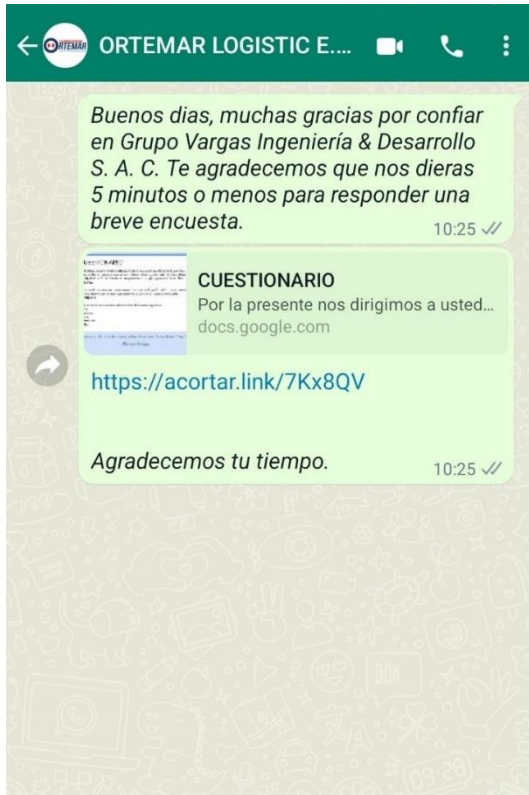 ORTEMAR
ORTEMAR LOGISTIC E....
Buenos dias, muchas gracias por confiar
en Grupo Vargas Ingeniería & Desarrollo
S. A. C. Te agradecemos que nos dieras
5 minutos o menos para responder una
breve encuesta.
10:25
CUESTIONARIO
Por la presente nos dirigimos a usted...
docs.google.com
https://acortar.link/7Kx8QV
Agradecemos tu tiempo.
10:25